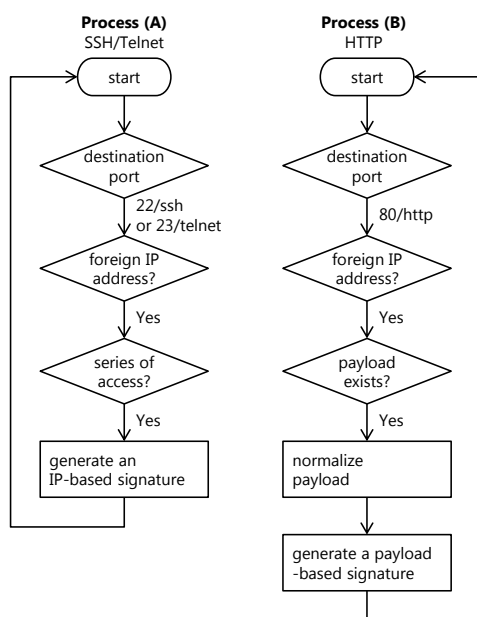 Process (A)
SSH/Telnet
start
destination
port
22/ssh
or 23/telnet
foreign IP
address?
Yes
series of
access?
Yes
generate an
IP-based signature
Process (B)
HTTP
start
destination
port
80/http
foreign IP
address?
Yes
payload
exists?
Yes
normalize
payload
generate a payload
-based signature